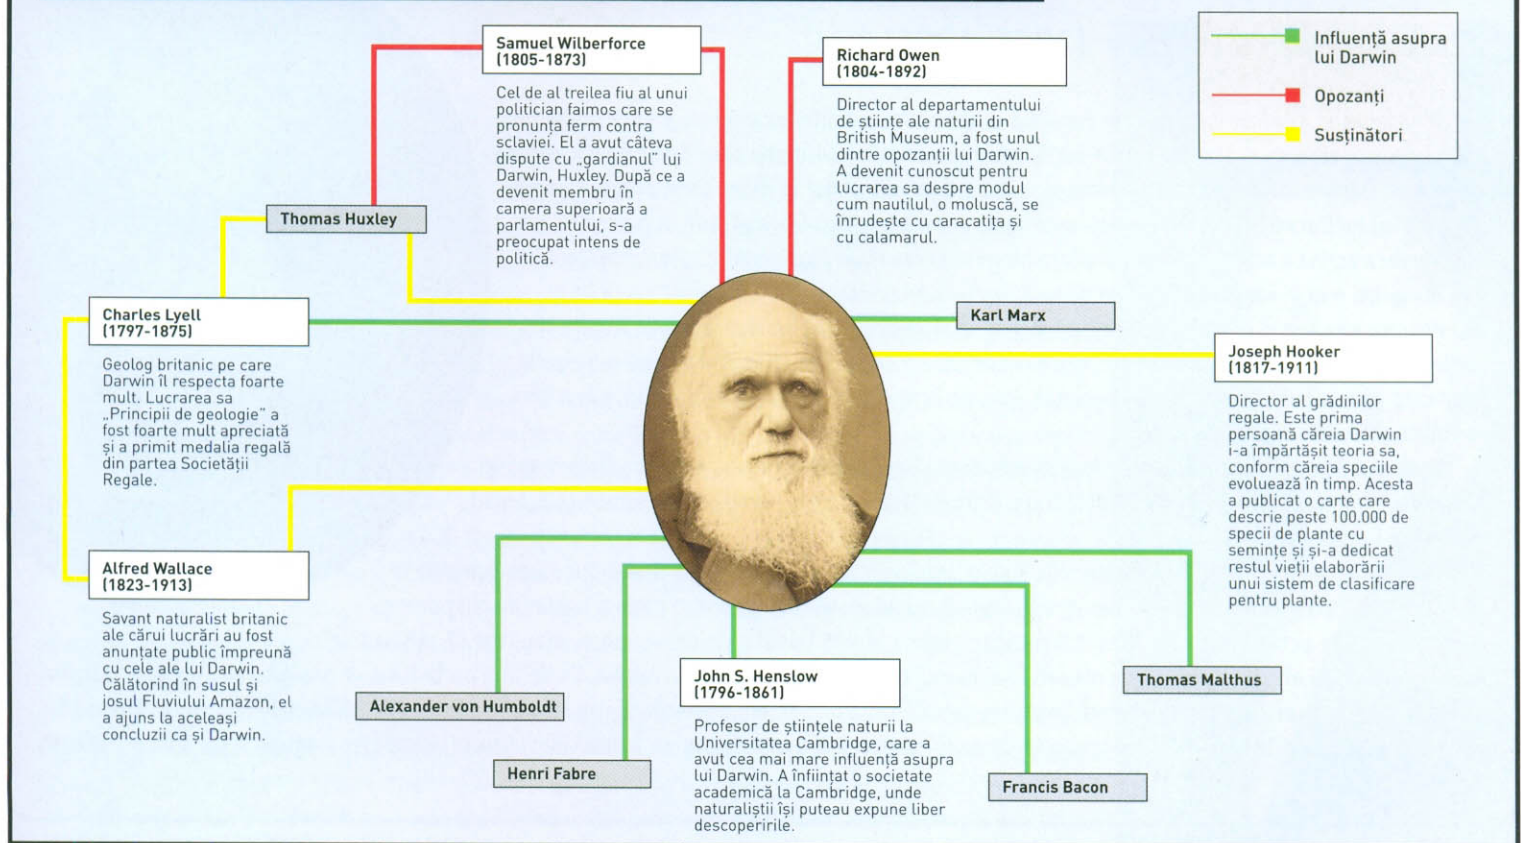 Samuel Wilberforce
(1805-1873)
Cel de al treilea fiu al unui
politician faimos care se
pronunța ferm contra
sclaviei. El a avut câteva
dispute cu „gardianul” lui
Darwin, Huxley. După ce a
devenit membru în
camera superioară a
parlamentului, s-a
preocupat intens de
politică.
Richard Owen
(1804-1892)
Director al departamentului
de științe ale naturii din
British Museum, a fost unul
dintre opozanții lui Darwin.
A devenit cunoscut pentru
lucrarea sa despre modul
cum nautilul, o moluscă, se
înrudește cu caracatița și
cu calamarul.
Influență asupra
lui Darwin
Opozanți
Susținători
Thomas Huxley
Charles Lyell
(1797-1875)
Geolog britanic pe care
Darwin îl respecta foarte
mult. Lucrarea sa
„Principii de geologie” a
fost foarte mult apreciată
și a primit medalia regală
din partea Societății
Regale.
Karl Marx
Joseph Hooker
(1817-1911)
Director al grădinilor
regale. Este prima
persoană căreia Darwin
i-a împărtășit teoria sa,
conform căreia speciile
evoluează în timp. Acesta
a publicat o carte care
descrie peste 100.000 de
specii de plante cu
semințe și și-a dedicat
restul vieții elaborării
unui sistem de clasificare
pentru plante.
Alfred Wallace
(1823-1913)
Savant naturalist britanic
ale cărui lucrări au fost
anunțate public împreună
cu cele ale lui Darwin.
Călătorind în susul și
josul Fluviului Amazon, el
a ajuns la aceleași
concluzii ca și Darwin.
Alexander von Humboldt
Henri Fabre
John S. Henslow
(1796-1861)
Profesor de științele naturii la
Universitatea Cambridge, care a
avut cea mai mare influență asupra
lui Darwin. A înființat o societate
academică la Cambridge, unde
naturaliștii își puteau expune liber
descoperirile.
Francis Bacon
Thomas Malthus